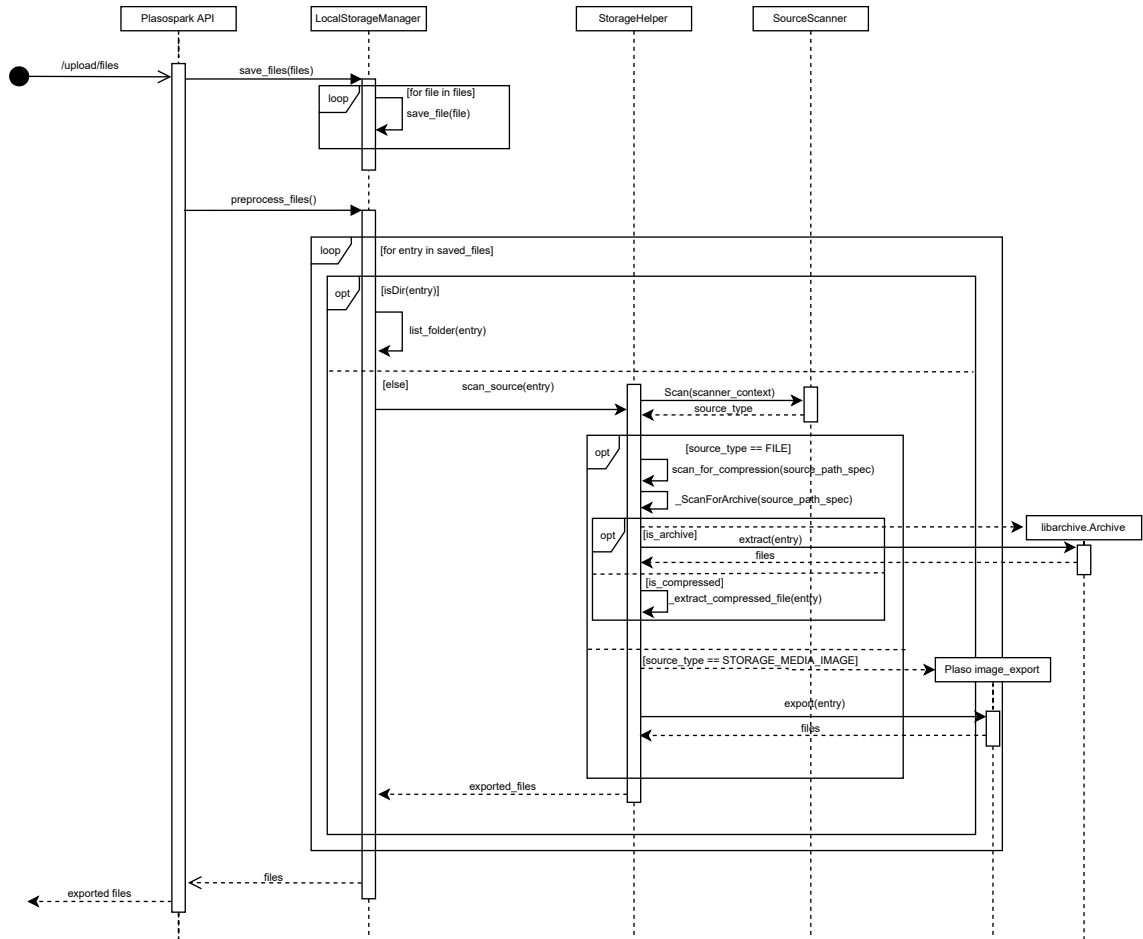 Plasospark API
LocalStorageManager
StorageHelper
SourceScanner
/upload/files
save_files(files)
loop
[for file in files]
save_file(file)
preprocess_files()
loop
[for entry in saved_files]
opt
[isDir(entry)]
list_folder(entry)
[else]
scan_source(entry)
Scan(scanner_context)
source_type
opt
[source_type == FILE]
scan_for_compression(source_path_spec)
_ScanForArchive(source_path_spec)
opt
[is_archive]
libarchive.Archive
extract(entry)
files
[is_compressed]
_extract_compressed_file(entry)
[source_type == STORAGE_MEDIA_IMAGE]
Plaso image_export
export(entry)
files
exported_files
files
exported files